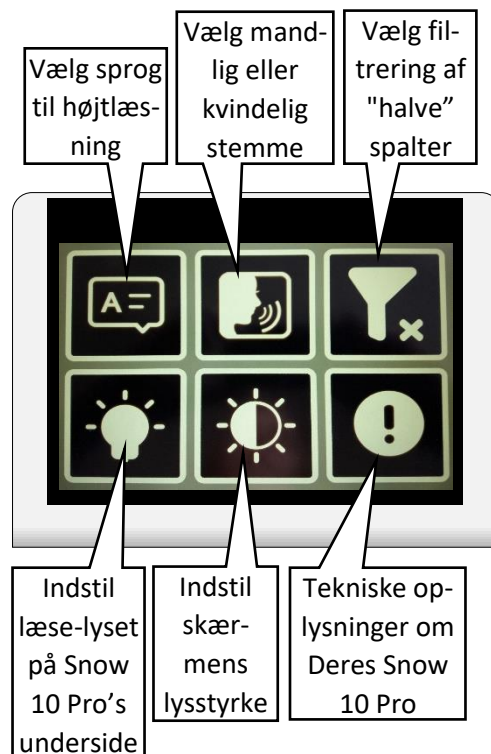 Vælg sprog
til højtlæs-
ning
Vælg mand-
lig eller
kvindelig
stemme
Vælg fil-
trering af
"halve”
spalter
A
Indstil
læse-lyset
på Snow
10 Pro’s
underside
Indstil
skær-
mens
lysstyrke
Tekniske op-
lysninger om
Deres Snow
10 Pro